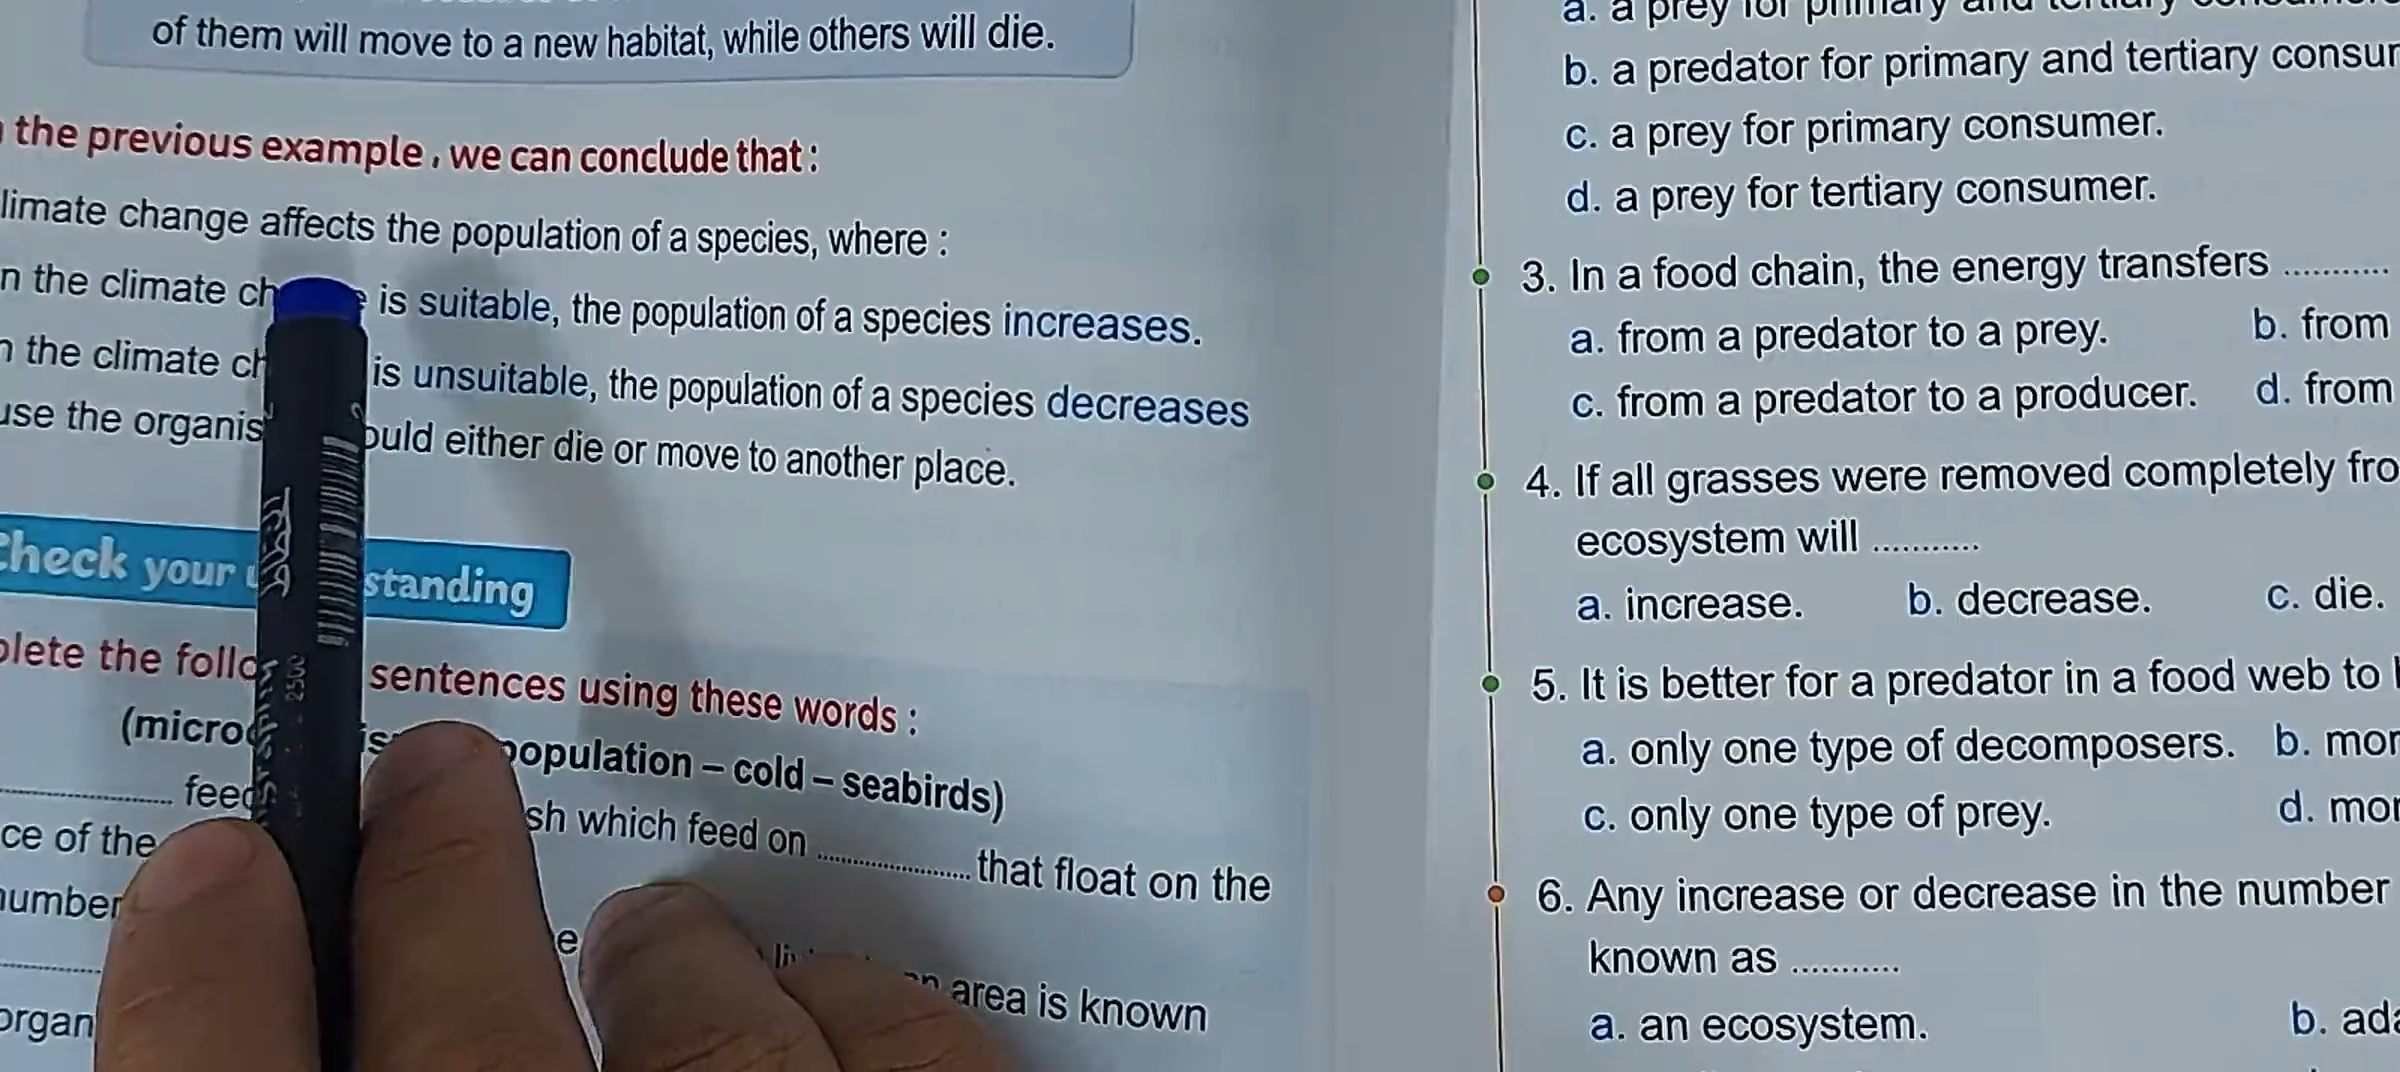 of them will move to a new habitat, while others will die.
the previous example, we can conclude that :
limate change affects the population of a species, where :
n the climate ch is suitable, the population of a species increases.
the climate ch is unsuitable, the population of a species decreases
use the organis ould either die or move to another place.
Check your standing
plete the follo sentences using these words :
(micro is population – cold – seabirds)
............ feed sh which feed on ............ that float on the
ce of the
number
area is known
organ
a. a prey for primary and tertiary
b. a predator for primary and tertiary consur
c. a prey for primary consumer.
d. a prey for tertiary consumer.
3. In a food chain, the energy transfers ............
a. from a predator to a prey. b. from
c. from a predator to a producer. d. from
4. If all grasses were removed completely fro
ecosystem will ............
a. increase. b. decrease. c. die.
5. It is better for a predator in a food web to
a. only one type of decomposers. b. mor
c. only one type of prey. d. mor
6. Any increase or decrease in the number
known as ............
a. an ecosystem. b. ada
2500